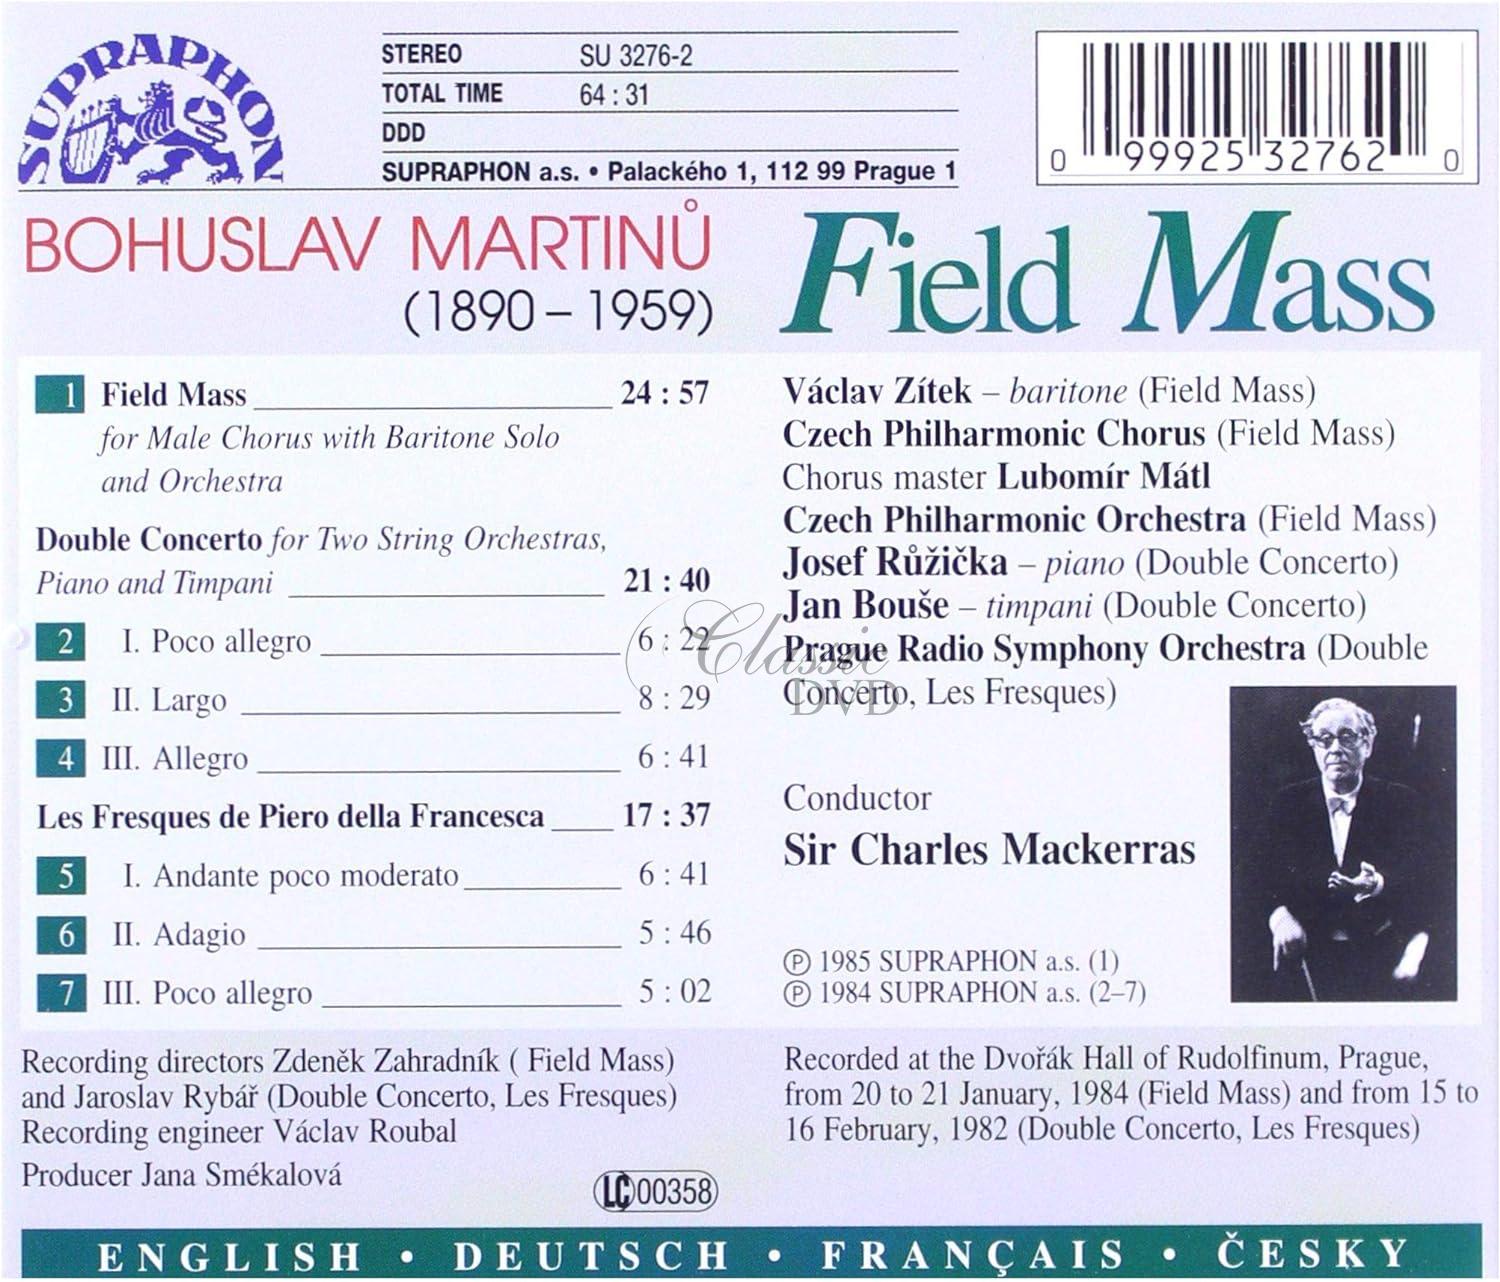 SUPRAPHON
STEREO SU 3276-2
TOTAL TIME 64 : 31
DDD
SUPRAPHON a.s. • Palackého 1, 112 99 Prague 1
0 99925 32762 0
BOHUSLAV MARTINŮ
(1890 – 1959)
Field Mass
1 Field Mass 24 : 57
for Male Chorus with Baritone Solo
and Orchestra
Double Concerto for Two String Orchestras,
Piano and Timpani 21 : 40
2 I. Poco allegro 6 : 22
3 II. Largo 8 : 29
4 III. Allegro 6 : 41
Les Fresques de Piero della Francesca 17 : 37
5 I. Andante poco moderato 6 : 41
6 II. Adagio 5 : 46
7 III. Poco allegro 5 : 02
Václav Zítek – baritone (Field Mass)
Czech Philharmonic Chorus (Field Mass)
Chorus master Lubomír Mátl
Czech Philharmonic Orchestra (Field Mass)
Josef Růžička – piano (Double Concerto)
Jan Bouše – timpani (Double Concerto)
Prague Radio Symphony Orchestra (Double
Concerto, Les Fresques)
Classic
DVD
Conductor
Sir Charles Mackerras
℗ 1985 SUPRAPHON a.s. (1)
℗ 1984 SUPRAPHON a.s. (2–7)
Recording directors Zdeněk Zahradník ( Field Mass)
and Jaroslav Rybář (Double Concerto, Les Fresques)
Recording engineer Václav Roubal
Producer Jana Smékalová
LC 00358
Recorded at the Dvořák Hall of Rudolfinum, Prague,
from 20 to 21 January, 1984 (Field Mass) and from 15 to
16 February, 1982 (Double Concerto, Les Fresques)
ENGLISH • DEUTSCH • FRANÇAIS • ČESKY